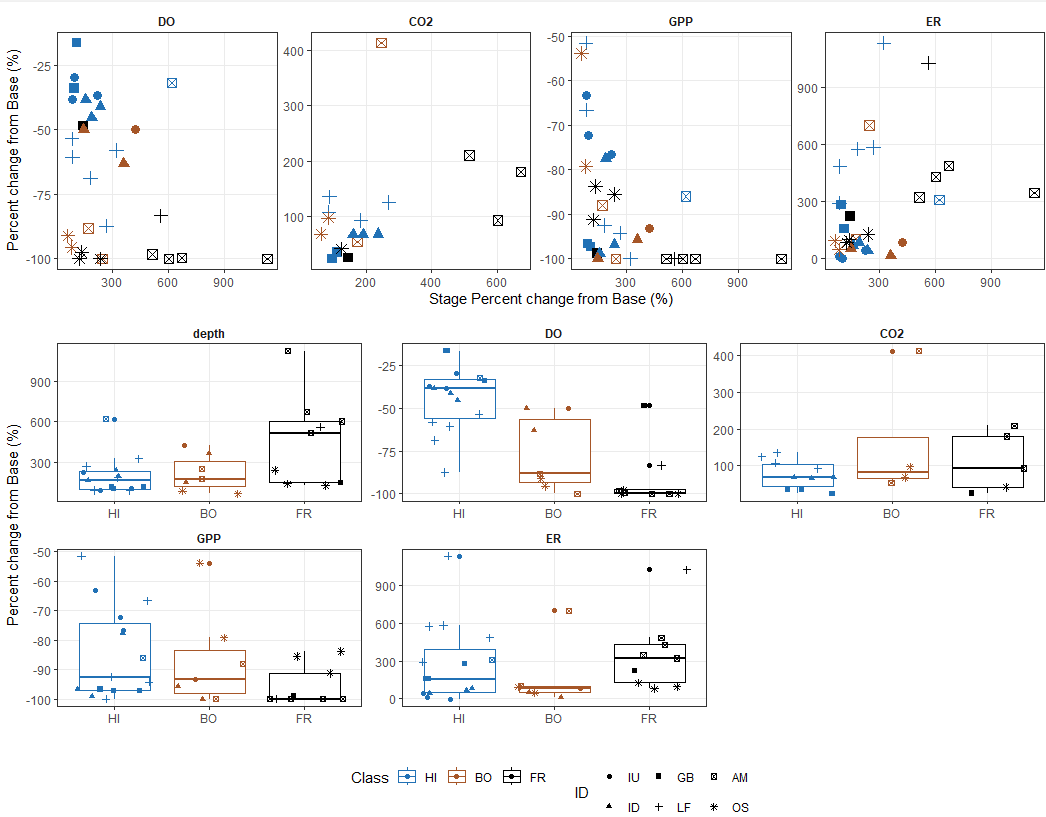 DO CO2 GPP ER
Percent change from Base (%)
-25
-50
-75
-100
300 600 900
400
300
200
100
200 400 600
-50
-60
-70
-80
-90
-100
300 600 900
900
600
300
0
300 600 900
Stage Percent change from Base (%)
depth DO CO2
Percent change from Base (%)
900
600
300
HI BO FR
-25
-50
-75
-100
HI BO FR
400
300
200
100
HI BO FR
GPP ER
-50
-60
-70
-80
-90
-100
HI BO FR
900
600
300
0
HI BO FR
Class HI BO FR
ID IU GB AM
ID LF OS